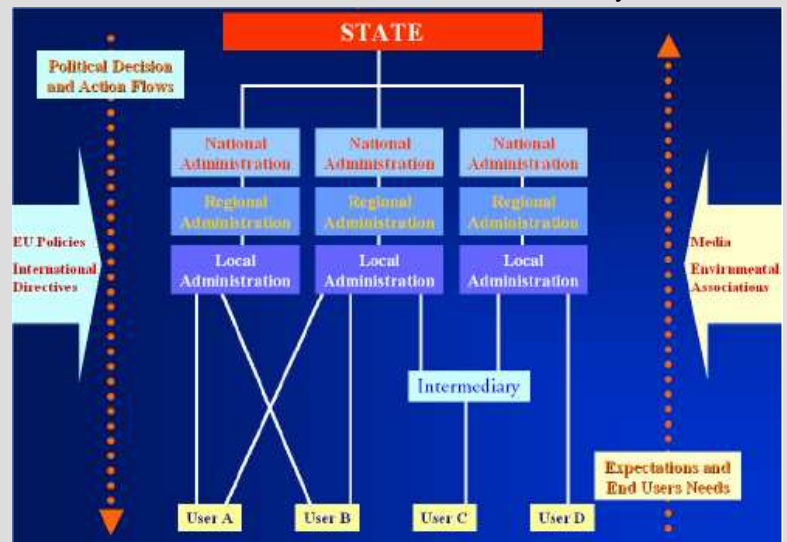 STATE
Political Decision
and Action Flows
National
Administration
National
Administration
National
Administration
Regional
Administration
Regional
Administration
Regional
Administration
Local
Administration
Local
Administration
Local
Administration
EU Policies
International
Directives
Media
Envirnmental
Associations
Intermediary
Expectations and
End Users Needs
User A
User B
User C
User D